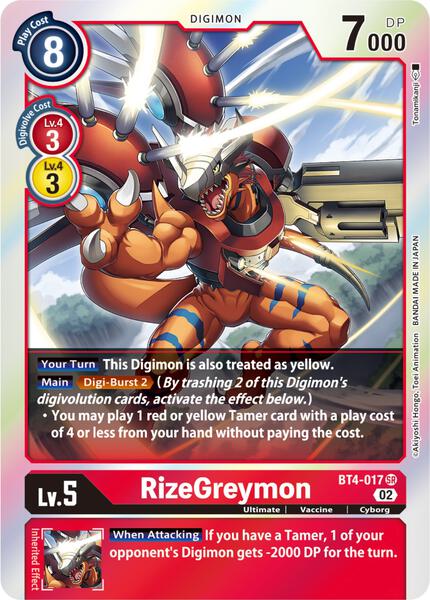 Play Cost
8
DIGIMON
DP
7000
Digivolve Cost
Lv.4
3
Lv.4
3
Tonamikanji
©Akiyoshi Hongo, Toei Animation BANDAI MADE IN JAPAN
Your Turn This Digimon is also treated as yellow.
Main Digi-Burst 2 (By trashing 2 of this Digimon's
digivolution cards, activate the effect below.)
・You may play 1 red or yellow Tamer card with a play cost
of 4 or less from your hand without paying the cost.
BT4-017 SR
Lv.5 RizeGreymon 02
Ultimate | Vaccine | Cyborg
Inherited Effect
When Attacking If you have a Tamer, 1 of your
opponent's Digimon gets -2000 DP for the turn.